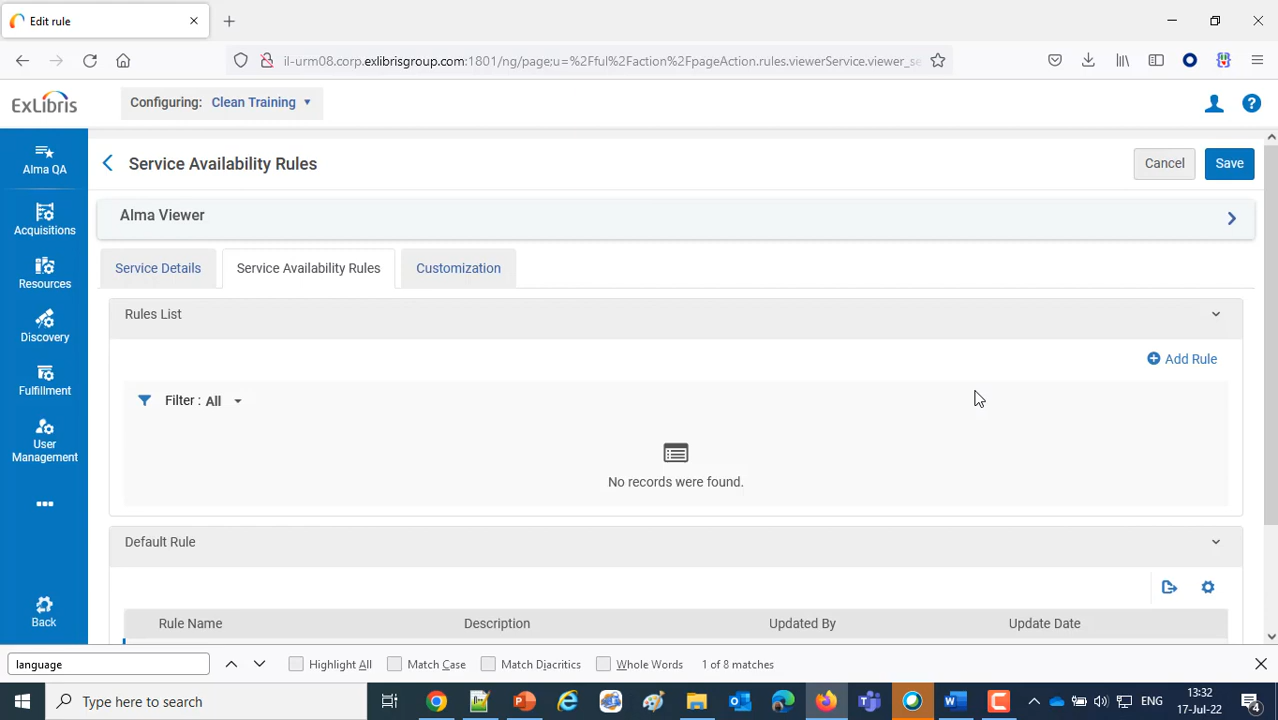 Edit rule
il-urm08.corp.exlibrisgroup.com:1801/ng/page;u=%2Fful%2Faction%2FpageAction.rules.viewerService.viewer_se
ExLibris
Configuring: Clean Training
Alma QA
Acquisitions
Resources
Discovery
Fulfillment
User
Management
Back
Service Availability Rules
Cancel
Save
Alma Viewer
Service Details
Service Availability Rules
Customization
Rules List
Add Rule
Filter : All
No records were found.
Default Rule
Rule Name
Description
Updated By
Update Date
language
Highlight All
Match Case
Match Diacritics
Whole Words
1 of 8 matches
Type here to search
ENG
13:32
17-Jul-22
4